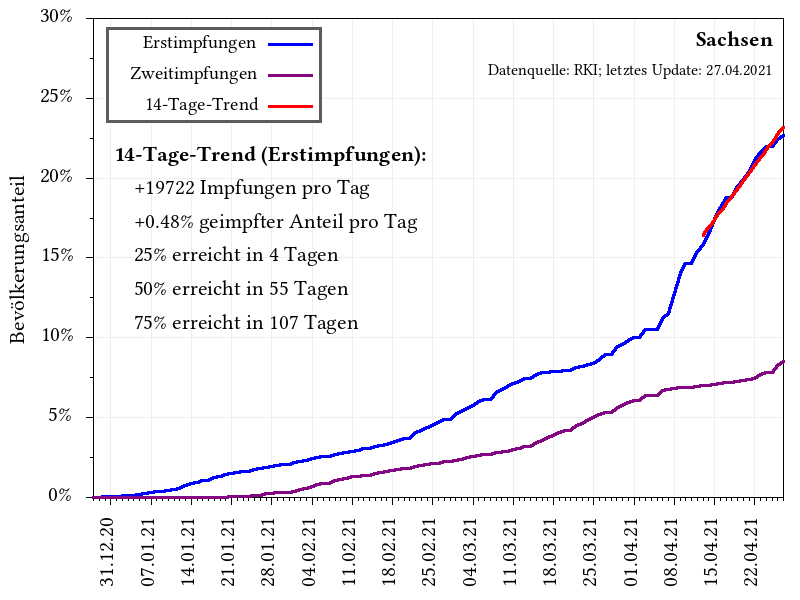 30%
25%
20%
15%
10%
5%
0%
Bevölkerungsanteil
Erstimpfungen
Zweitimpfungen
14-Tage-Trend
Sachsen
Datenquelle: RKI; letztes Update: 27.04.2021
14-Tage-Trend (Erstimpfungen):
+19722 Impfungen pro Tag
+0.48% geimpfter Anteil pro Tag
25% erreicht in 4 Tagen
50% erreicht in 55 Tagen
75% erreicht in 107 Tagen
31.12.20
07.01.21
14.01.21
21.01.21
28.01.21
04.02.21
11.02.21
18.02.21
25.02.21
04.03.21
11.03.21
18.03.21
25.03.21
01.04.21
08.04.21
15.04.21
22.04.21